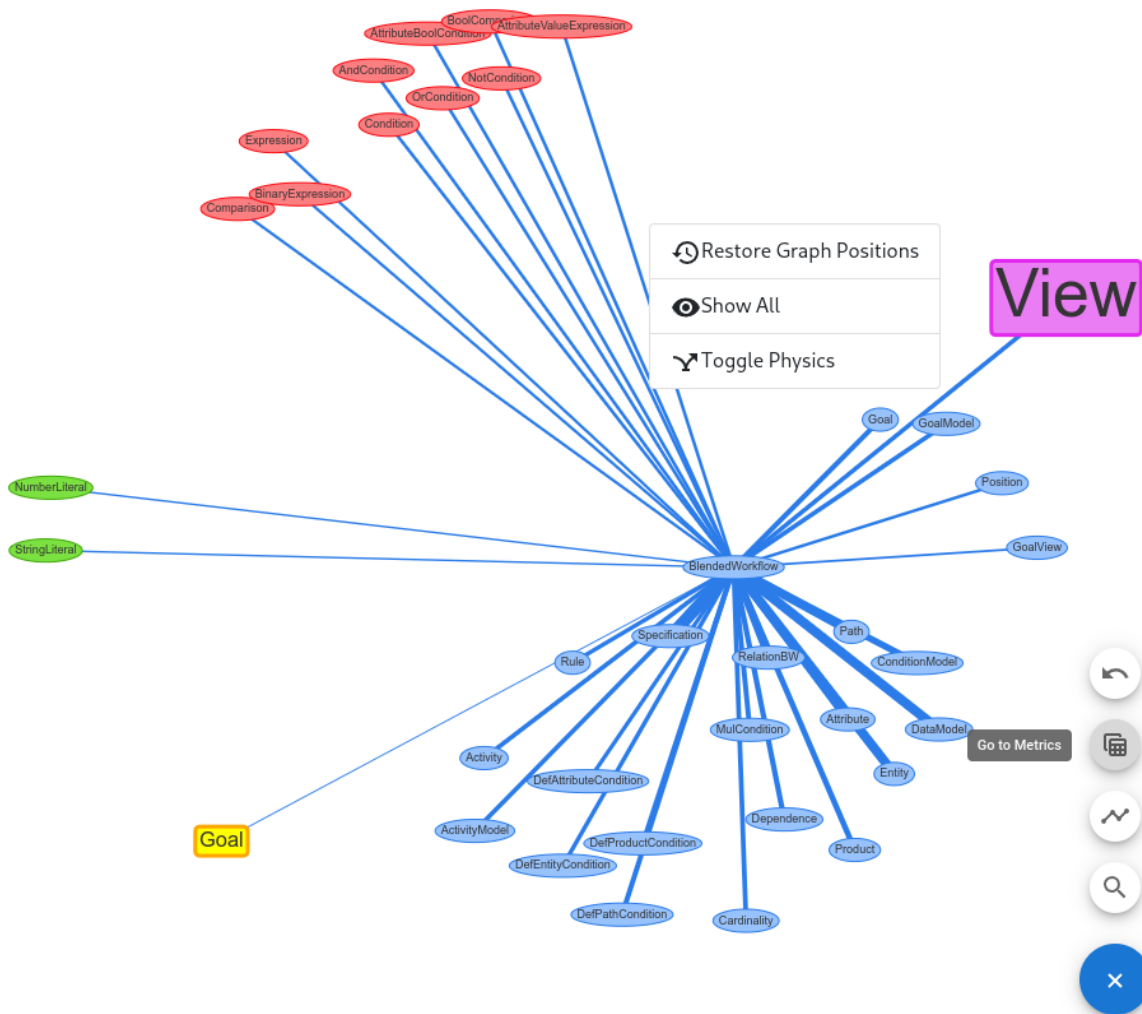 AttributeBoolCondition
AttributeValueExpression
AndCondition
NotCondition
OrCondition
Condition
Expression
BinaryExpression
Comparison
Restore Graph Positions
Show All
Toggle Physics
View
Goal
GoalModel
Position
NumberLiteral
StringLiteral
GoalView
BlendedWorkflow
Specification
Path
Rule
RelationBW
ConditionModel
MulCondition
Attribute
DataModel
Go to Metrics
Activity
Entity
DefAttributeCondition
Dependence
ActivityModel
Goal
DefProductCondition
Product
DefEntityCondition
DefPathCondition
Cardinality